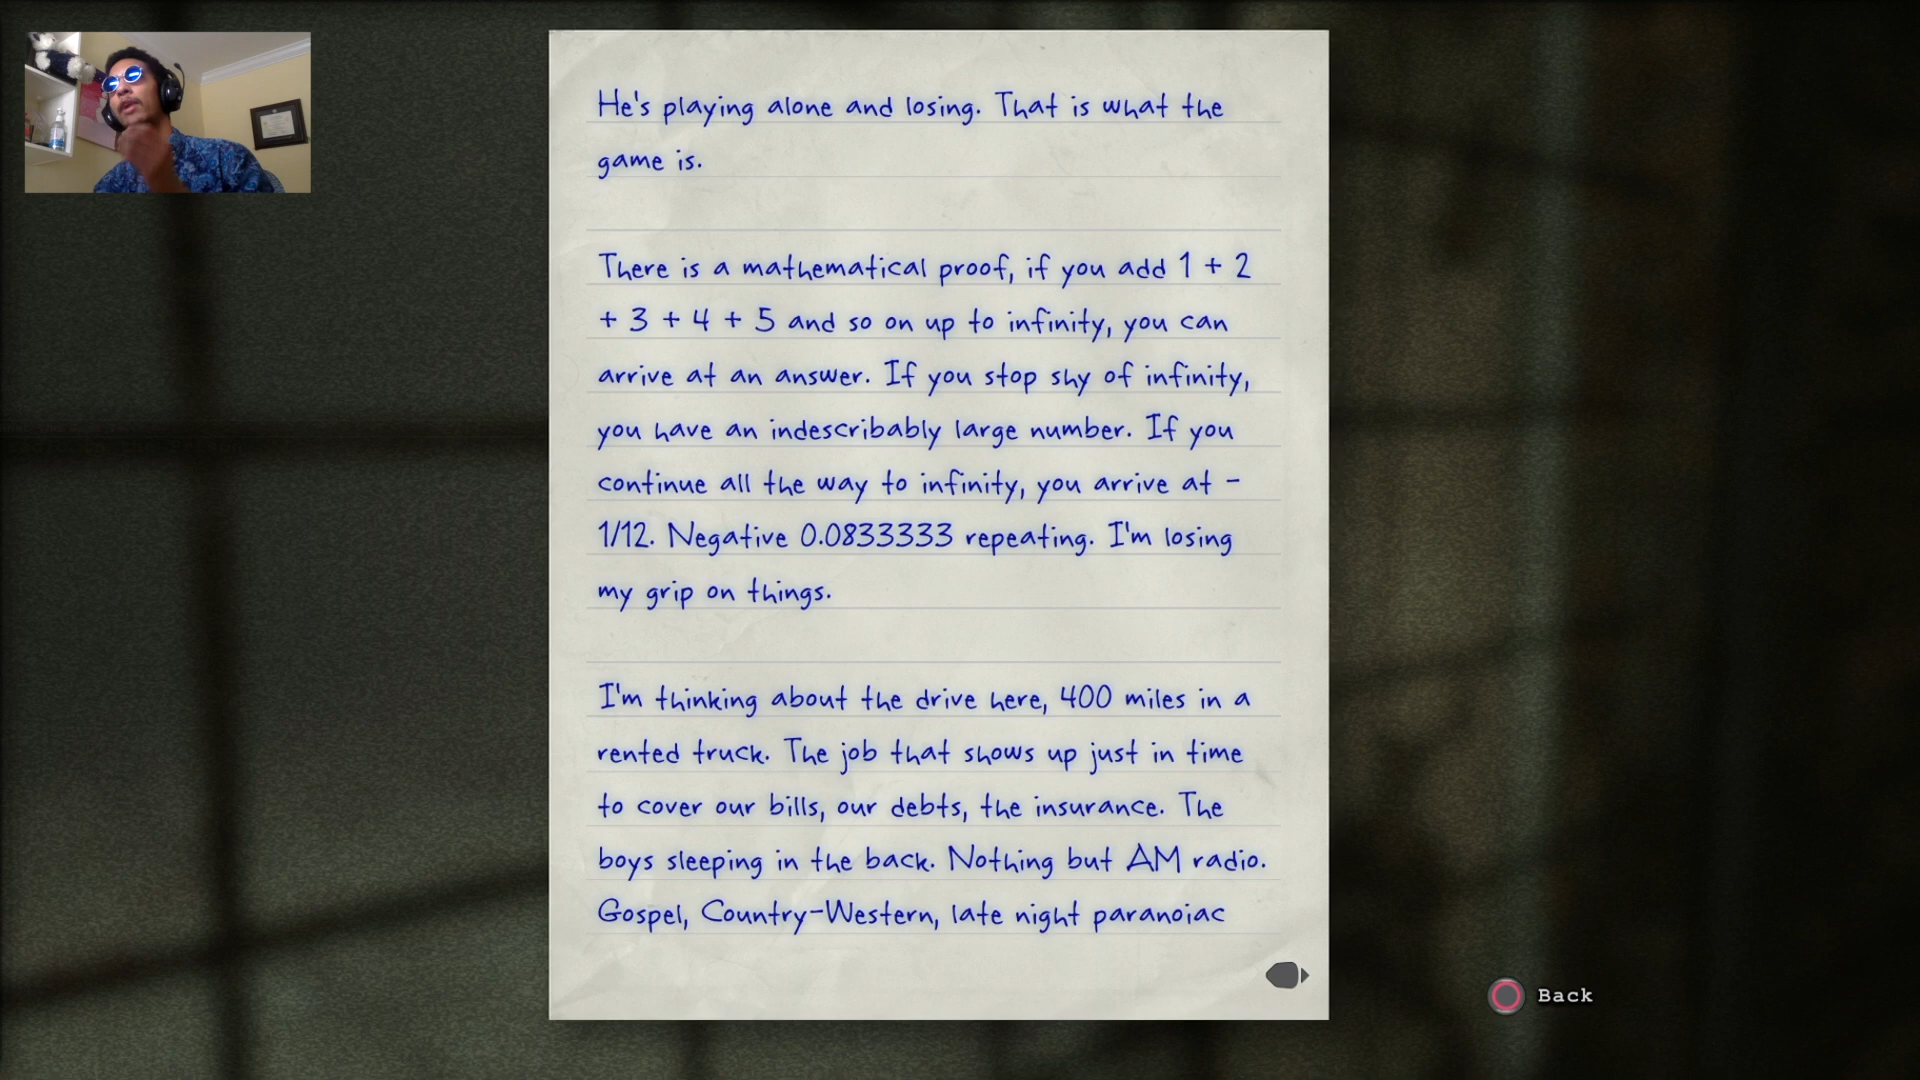 He's playing alone and losing. That is what the
game is.
There is a mathematical proof, if you add 1 + 2
+ 3 + 4 + 5 and so on up to infinity, you can
arrive at an answer. If you stop shy of infinity,
you have an indescribably large number. If you
continue all the way to infinity, you arrive at -
1/12. Negative 0.0833333 repeating. I'm losing
my grip on things.
I'm thinking about the drive here, 400 miles in a
rented truck. The job that shows up just in time
to cover our bills, our debts, the insurance. The
boys sleeping in the back. Nothing but AM radio.
Gospel, Country-Western, late night paranoiac
Back